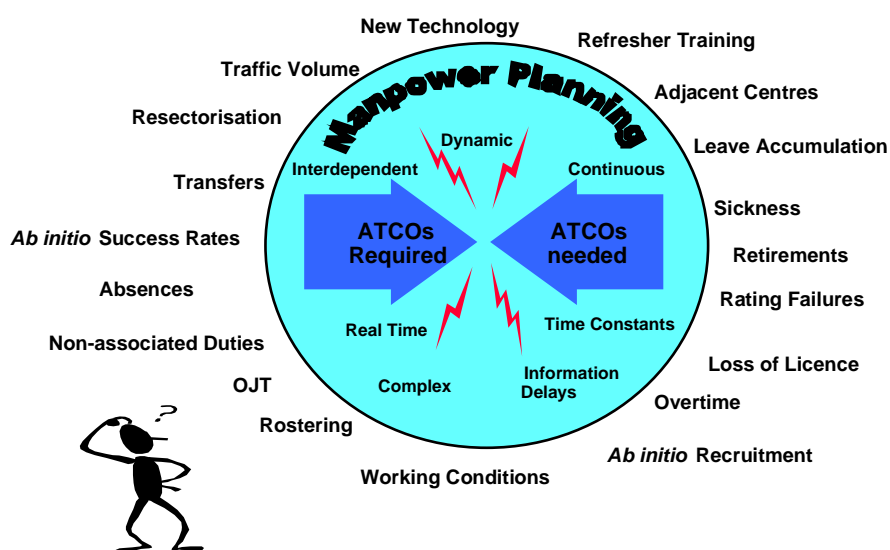 New Technology
Refresher Training
Traffic Volume
Adjacent Centres
Resectorisation
Leave Accumulation
Transfers
Sickness
Ab initio Success Rates
Retirements
Absences
Rating Failures
Non-associated Duties
Loss of Licence
OJT
Overtime
Rostering
Ab initio Recruitment
Working Conditions
Manpower Planning
Dynamic
Interdependent
Continuous
ATCOs
Required
ATCOs
needed
Real Time
Time Constants
Complex
Information
Delays
?